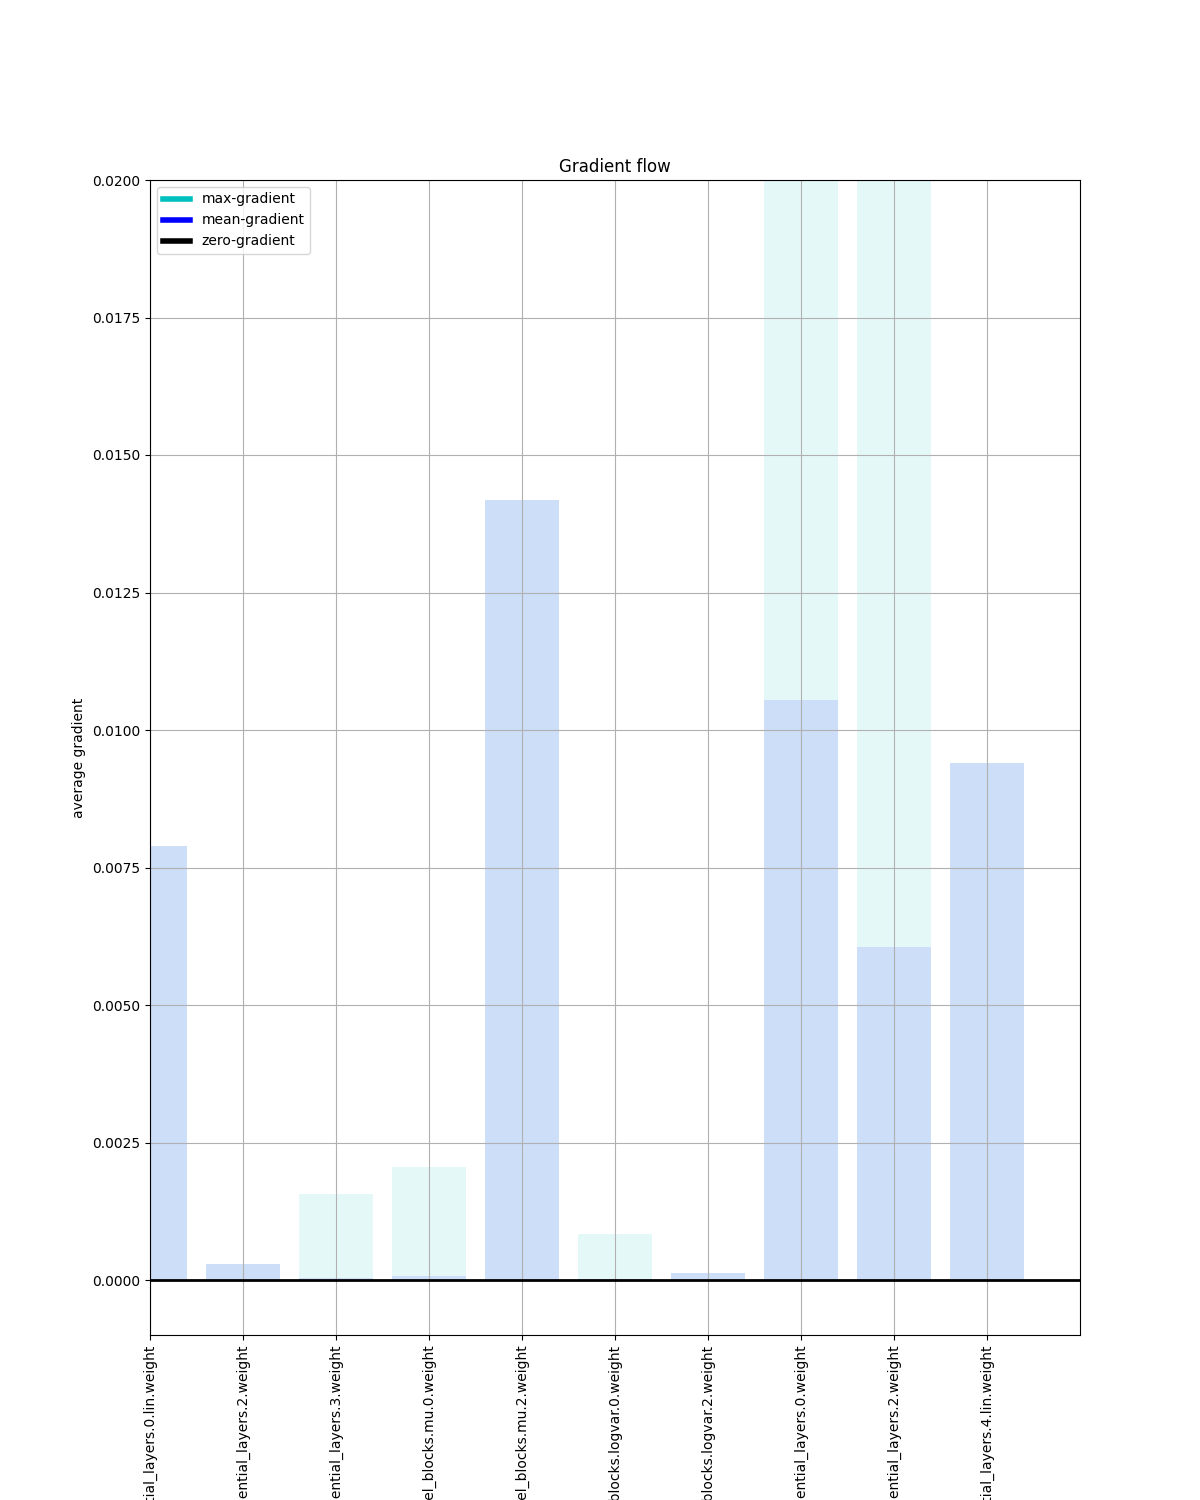 Gradient flow
max-gradient
mean-gradient
zero-gradient
0.0200
0.0175
0.0150
0.0125
0.0100
0.0075
0.0050
0.0025
0.0000
average gradient
tial_layers.0.lin.weight
ential_layers.2.weight
ential_layers.3.weight
el_blocks.mu.0.weight
el_blocks.mu.2.weight
blocks.logvar.0.weight
blocks.logvar.2.weight
ential_layers.0.weight
ential_layers.2.weight
tial_layers.4.lin.weight